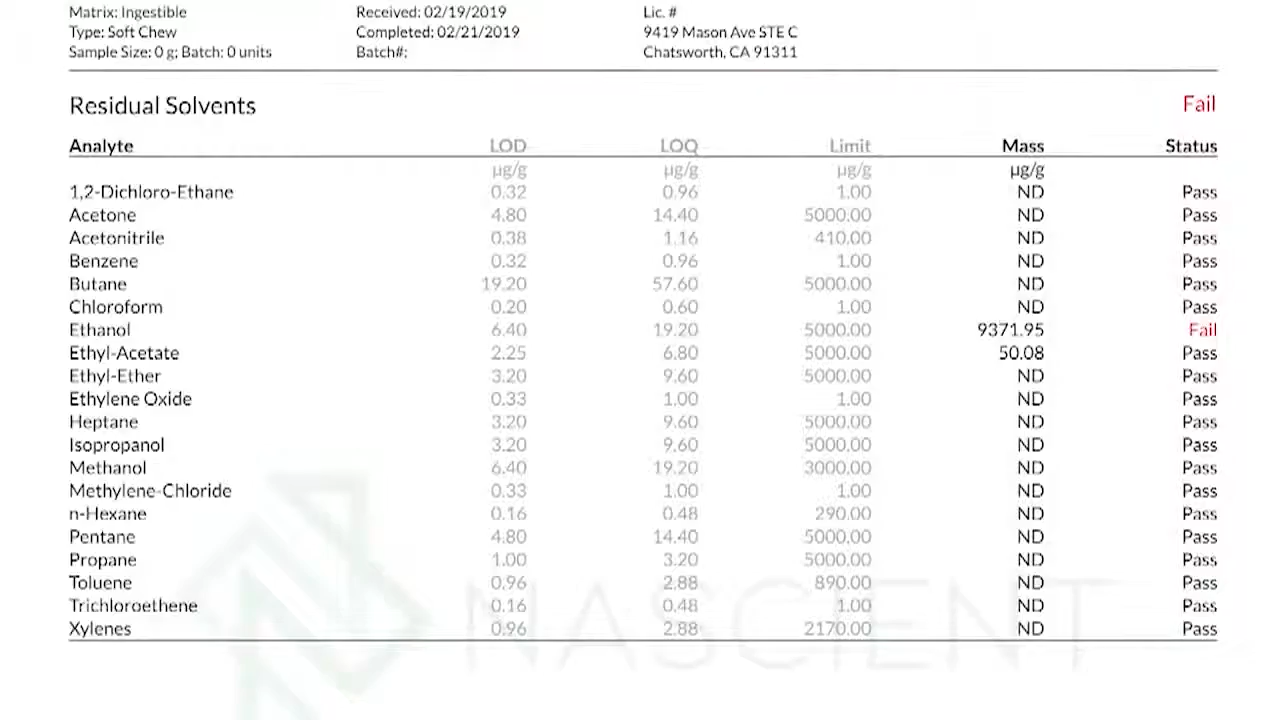 Matrix: Ingestible Received: 02/19/2019 Lic. #
Type: Soft Chew Completed: 02/21/2019 9419 Mason Ave STE C
Sample Size: 0 g; Batch: 0 units Batch#: Chatsworth, CA 91311
Residual Solvents Fail
Analyte LOD LOQ Limit Mass Status
µg/g µg/g µg/g µg/g
1,2-Dichloro-Ethane 0.32 0.96 1.00 ND Pass
Acetone 4.80 14.40 5000.00 ND Pass
Acetonitrile 0.38 1.16 410.00 ND Pass
Benzene 0.32 0.96 1.00 ND Pass
Butane 19.20 57.60 5000.00 ND Pass
Chloroform 0.20 0.60 1.00 ND Pass
Ethanol 6.40 19.20 5000.00 9371.95 Fail
Ethyl-Acetate 2.25 6.80 5000.00 50.08 Pass
Ethyl-Ether 3.20 9.60 5000.00 ND Pass
Ethylene Oxide 0.33 1.00 1.00 ND Pass
Heptane 3.20 9.60 5000.00 ND Pass
Isopropanol 3.20 9.60 5000.00 ND Pass
Methanol 6.40 19.20 3000.00 ND Pass
Methylene-Chloride 0.33 1.00 1.00 ND Pass
n-Hexane 0.16 0.48 290.00 ND Pass
Pentane 4.80 14.40 5000.00 ND Pass
Propane 1.00 3.20 5000.00 ND Pass
Toluene 0.96 2.88 890.00 ND Pass
Trichloroethene 0.16 0.48 1.00 ND Pass
Xylenes 0.96 2.88 2170.00 ND Pass
NASCIENT